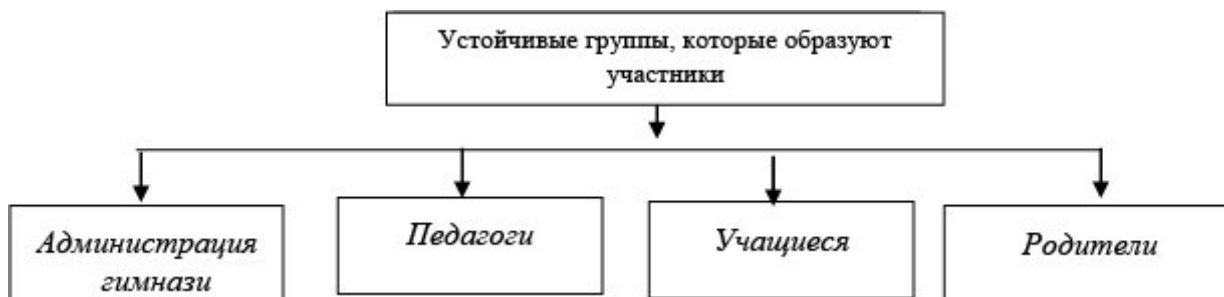 Устойчивые группы, которые образуют
участники
Администрация
гимнази
Педагоги
Учащиеся
Родители